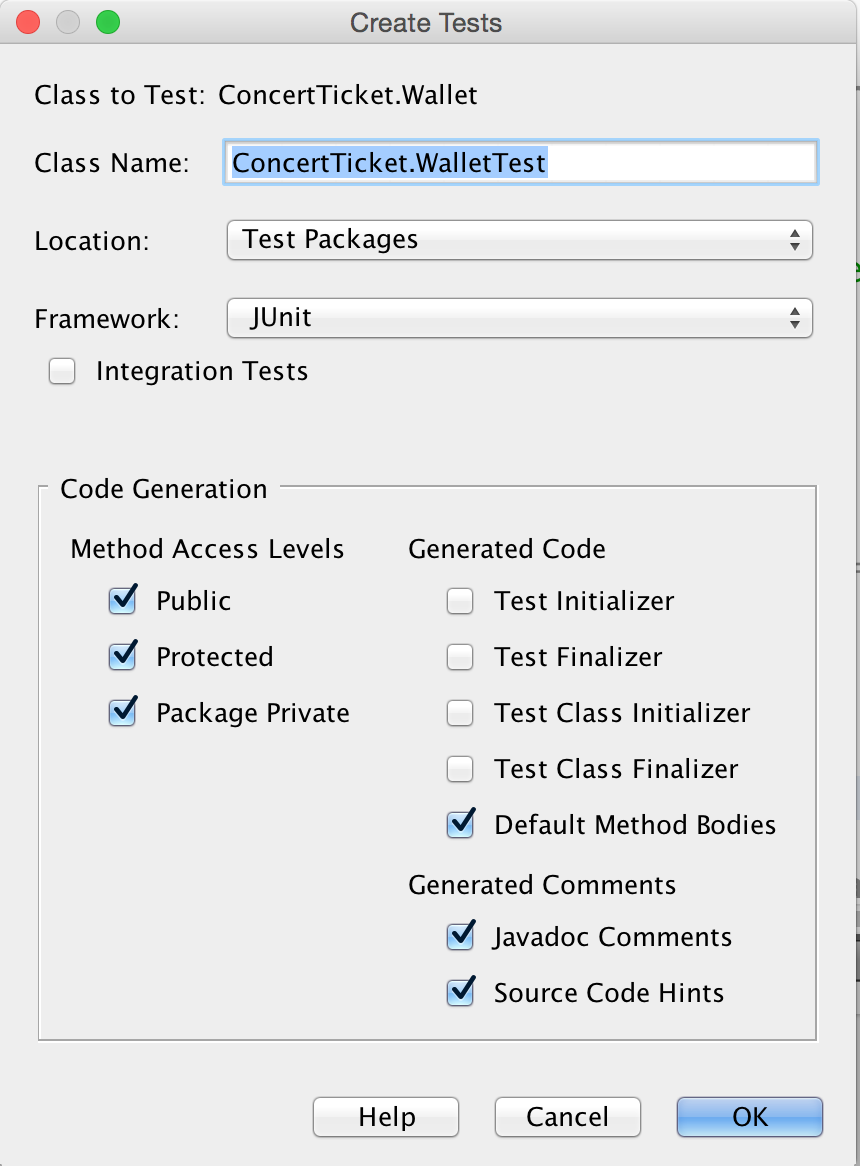 Create Tests
Class to Test: ConcertTicket.Wallet
Class Name: ConcertTicket.WalletTest
Location: Test Packages
Framework: JUnit
Integration Tests
Code Generation
Method Access Levels
Public
Protected
Package Private
Generated Code
Test Initializer
Test Finalizer
Test Class Initializer
Test Class Finalizer
Default Method Bodies
Generated Comments
Javadoc Comments
Source Code Hints
Help
Cancel
OK